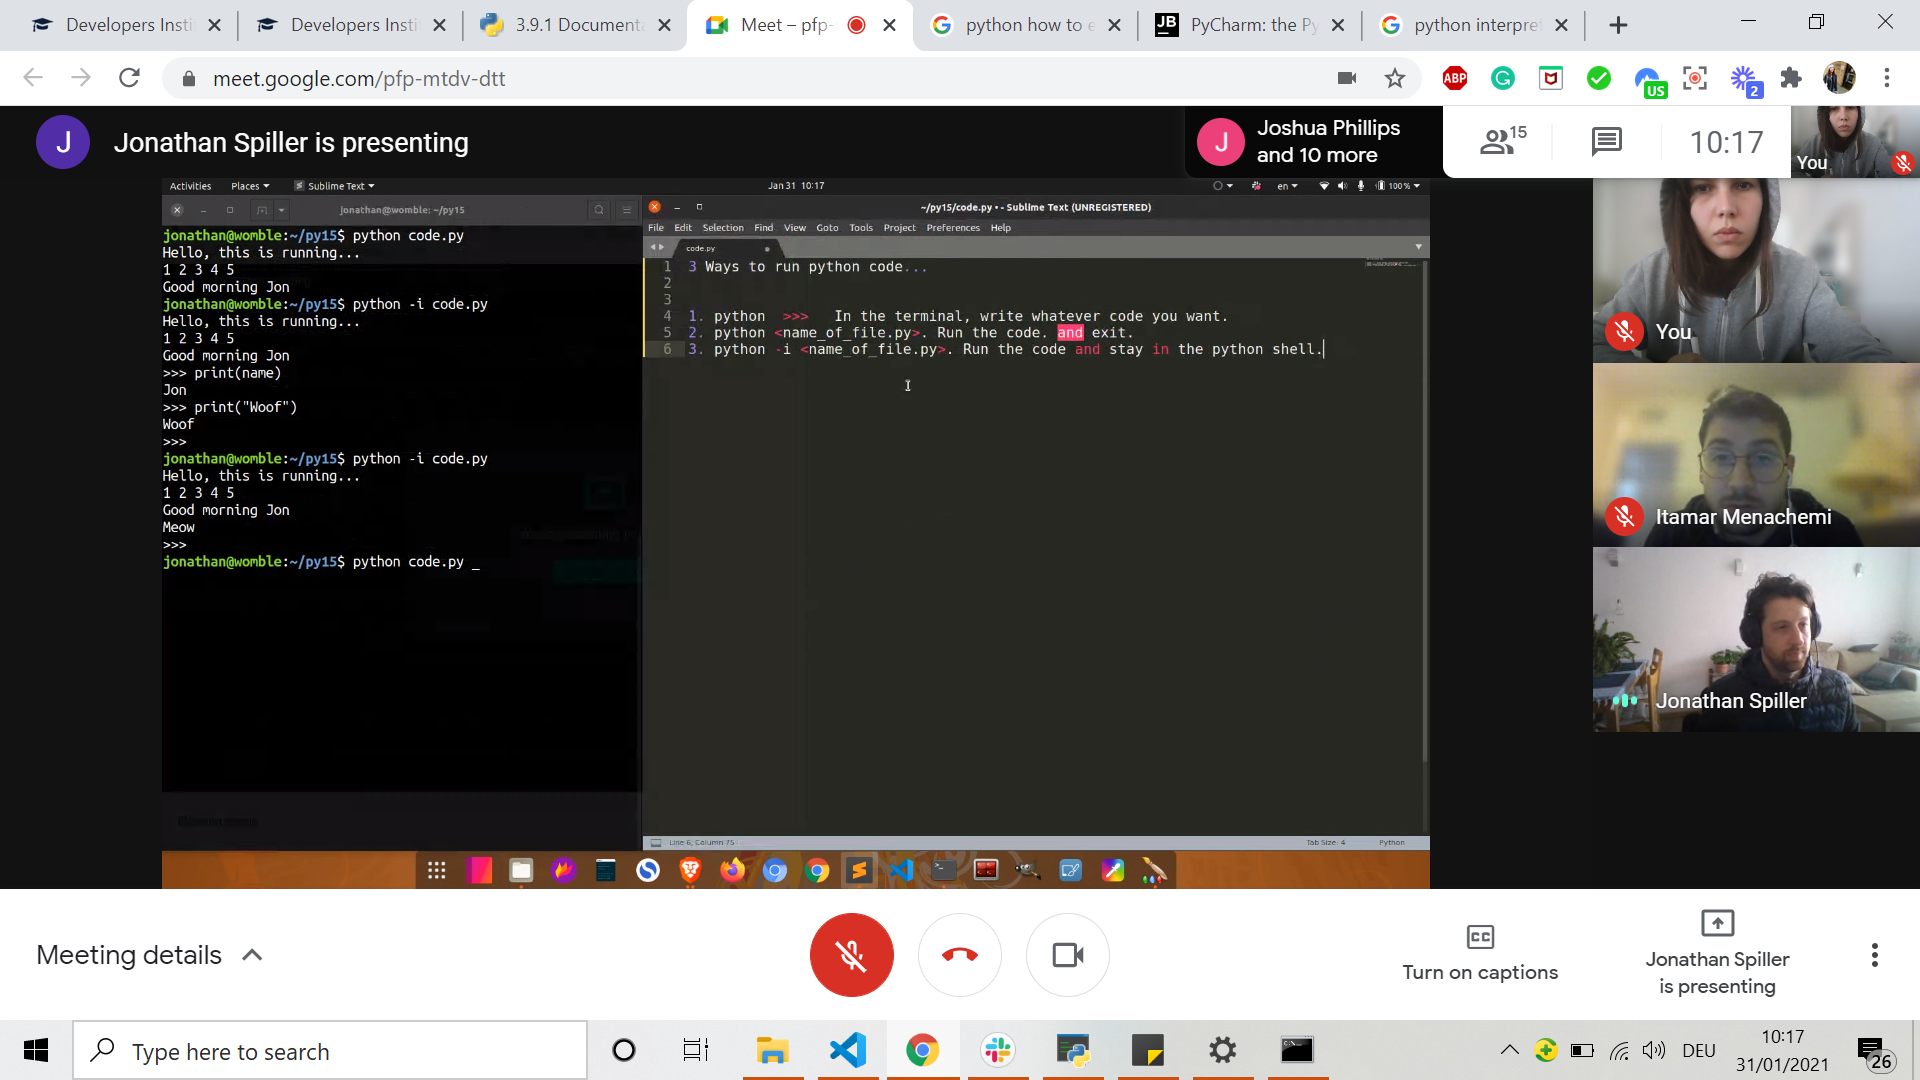 Developers Insti
Developers Insti
3.9.1 Documenta
Meet – pfp-
python how to e
JB
PyCharm: the Py
python interpret
meet.google.com/pfp-mtdv-dtt
ABP
US
2
J
Jonathan Spiller is presenting
J
Joshua Phillips
and 10 more
15
10:17
You
Activities
Places
Sublime Text
Jan 31 10:17
en
100 %
jonathan@womble: ~/py15
~/py15/code.py • - Sublime Text (UNREGISTERED)
File Edit Selection Find View Goto Tools Project Preferences Help
code.py
jonathan@womble:~/py15$ python code.py
Hello, this is running...
1 2 3 4 5
Good morning Jon
jonathan@womble:~/py15$ python -i code.py
Hello, this is running...
1 2 3 4 5
Good morning Jon
>>> print(name)
Jon
>>> print("Woof")
Woof
>>>
jonathan@womble:~/py15$ python -i code.py
Hello, this is running...
1 2 3 4 5
Good morning Jon
Meow
>>>
jonathan@womble:~/py15$ python code.py _
1 3 Ways to run python code...
2
3
4 1. python >>> In the terminal, write whatever code you want.
5 2. python <name_of_file.py>. Run the code. and exit.
6 3. python -i <name_of_file.py>. Run the code and stay in the python shell.
Line 6, Column 75
Tab Size: 4
Python
You
Itamar Menachemi
Jonathan Spiller
Meeting details
CC
Turn on captions
Jonathan Spiller
is presenting
Type here to search
DEU
10:17
31/01/2021
26